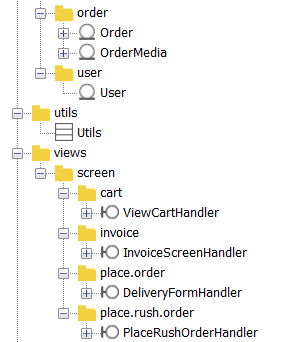 order
Order
OrderMedia
user
User
utils
Utils
views
screen
cart
ViewCartHandler
invoice
InvoiceScreenHandler
place.order
DeliveryFormHandler
place.rush.order
PlaceRushOrderHandler